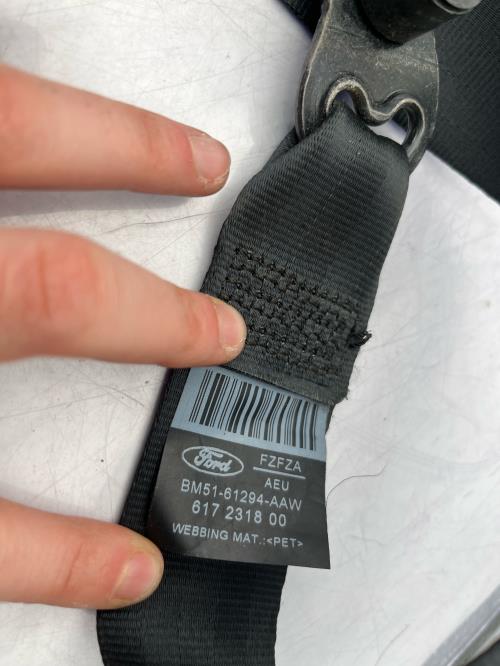 Ford
FZFZA
AEU
BM51-61294-AAW
617 2318 00
WEBBING MAT.:<PET>